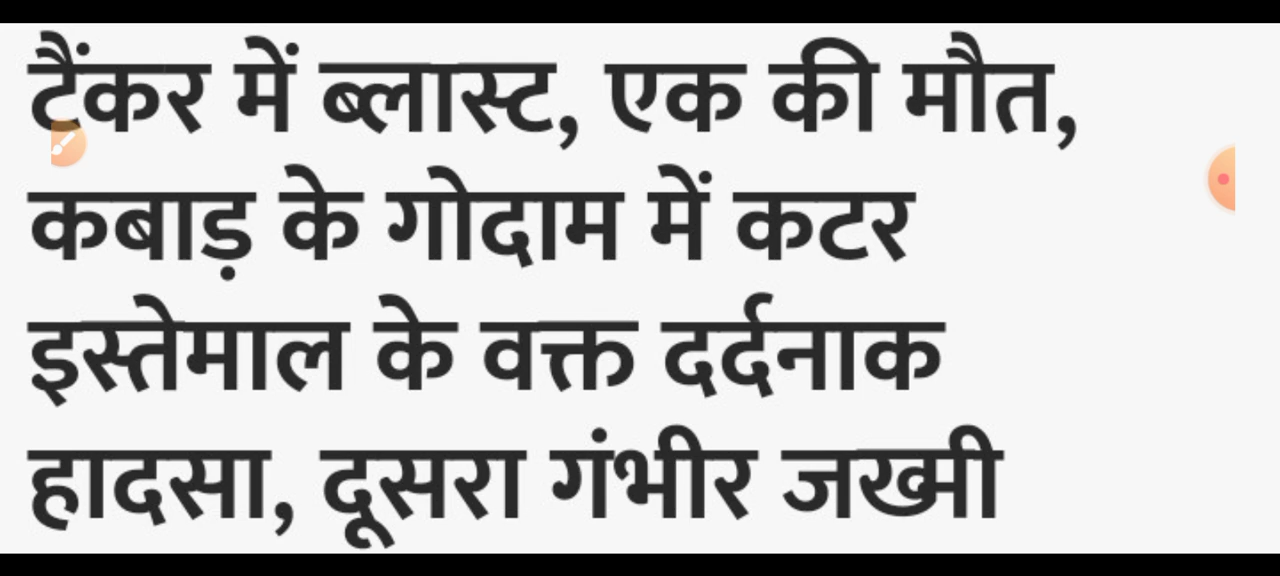 टैंकर में ब्लास्ट, एक की मौत,
कबाड़ के गोदाम में कटर
इस्तेमाल के वक्त दर्दनाक
हादसा, दूसरा गंभीर जख्मी